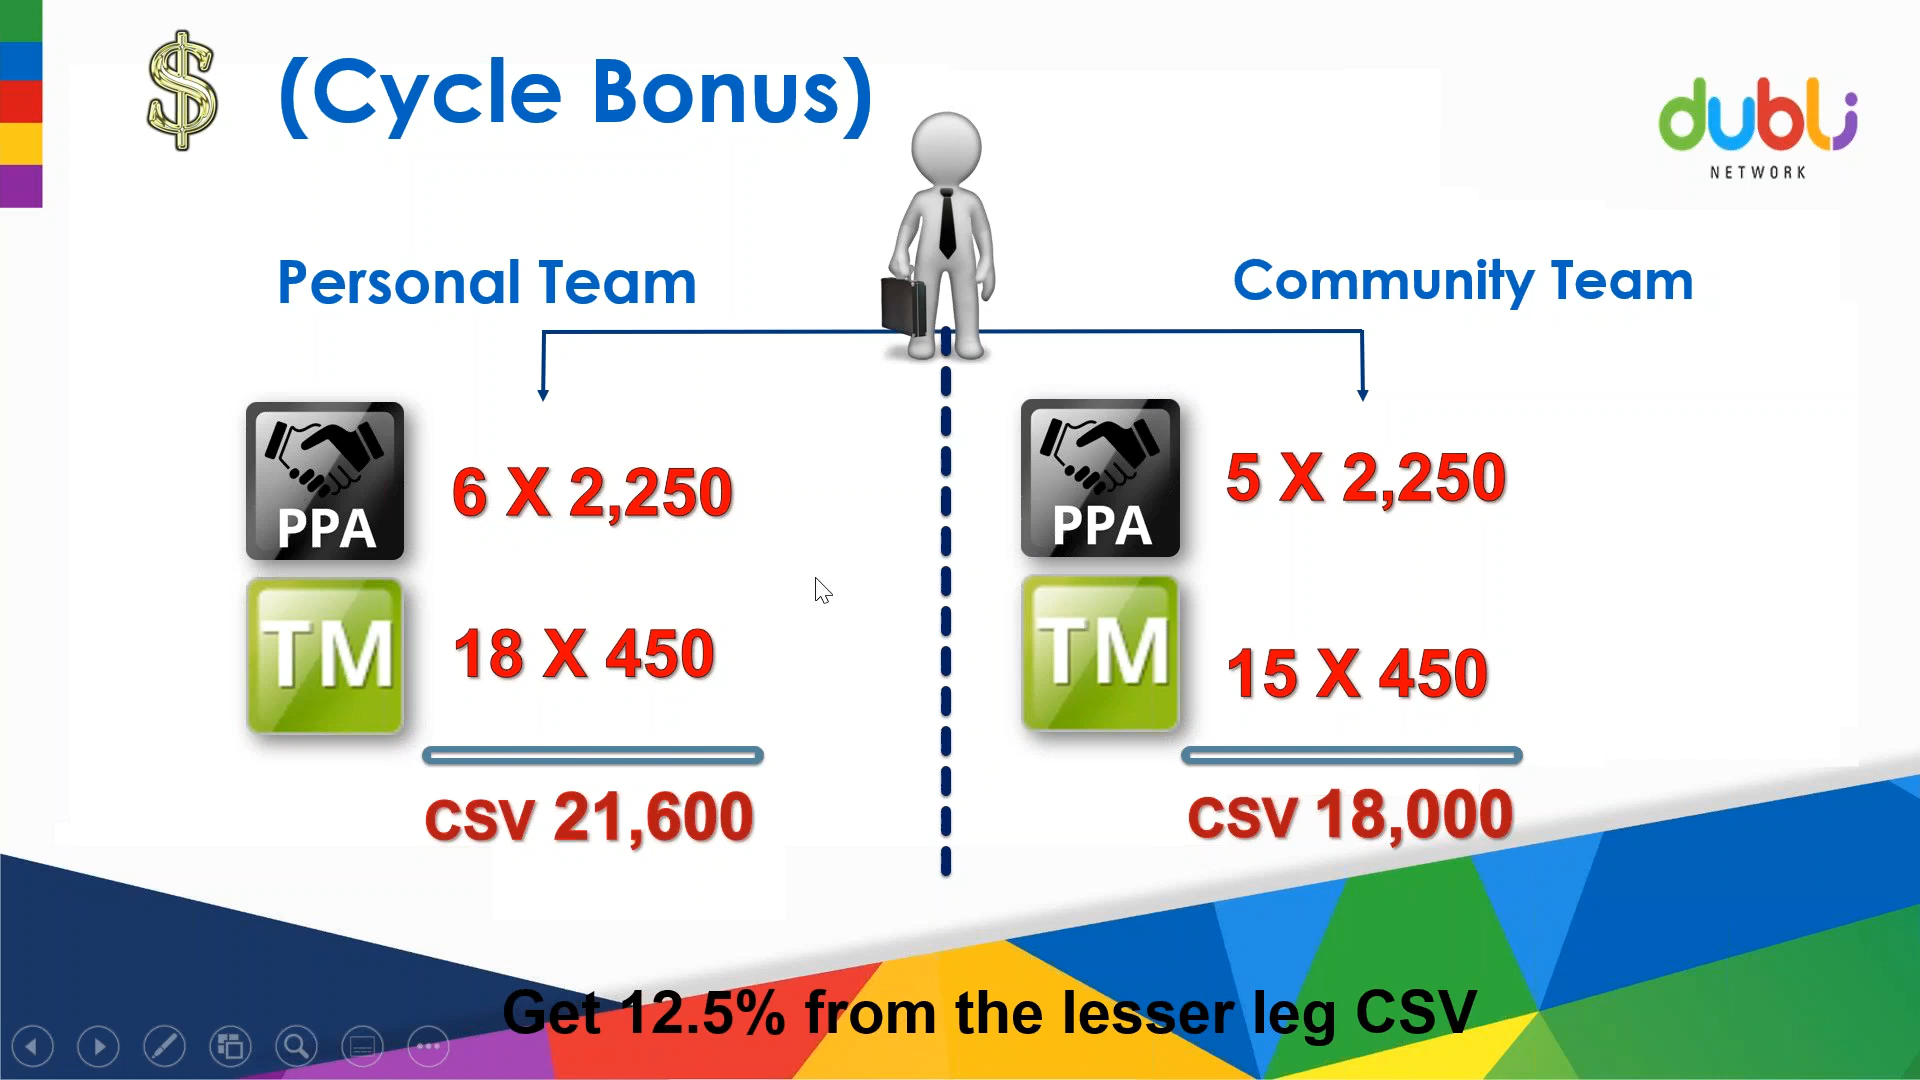 $ (Cycle Bonus)
dubli
NETWORK
Personal Team
Community Team
PPA
6 X 2,250
PPA
5 X 2,250
TM
18 X 450
TM
15 X 450
CSV 21,600
CSV 18,000
Get 12.5% from the lesser leg CSV